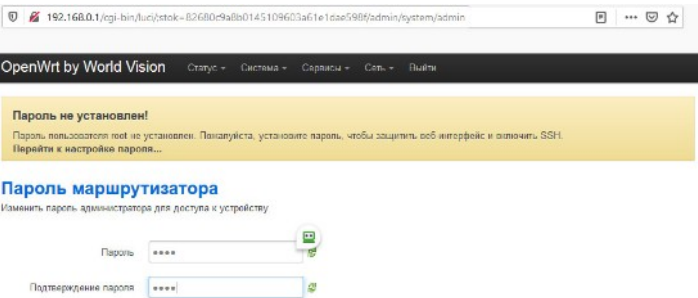 192.168.0.1/cgi-bin/luci/;stok=82680c9a8b0145109603a61e1dae598f/admin/system/admin
OpenWrt by World Vision Статус Система Сервисы Сеть Выйти
Пароль не установлен!
Пароль пользователя root не установлен. Пожалуйста, установите пароль, чтобы защитить веб-интерфейс и включить SSH.
Перейти к настройке пароля...
Пароль маршрутизатора
Изменить пароль администратора для доступа к устройству
Пароль ••••
Подтверждение пароля ••••